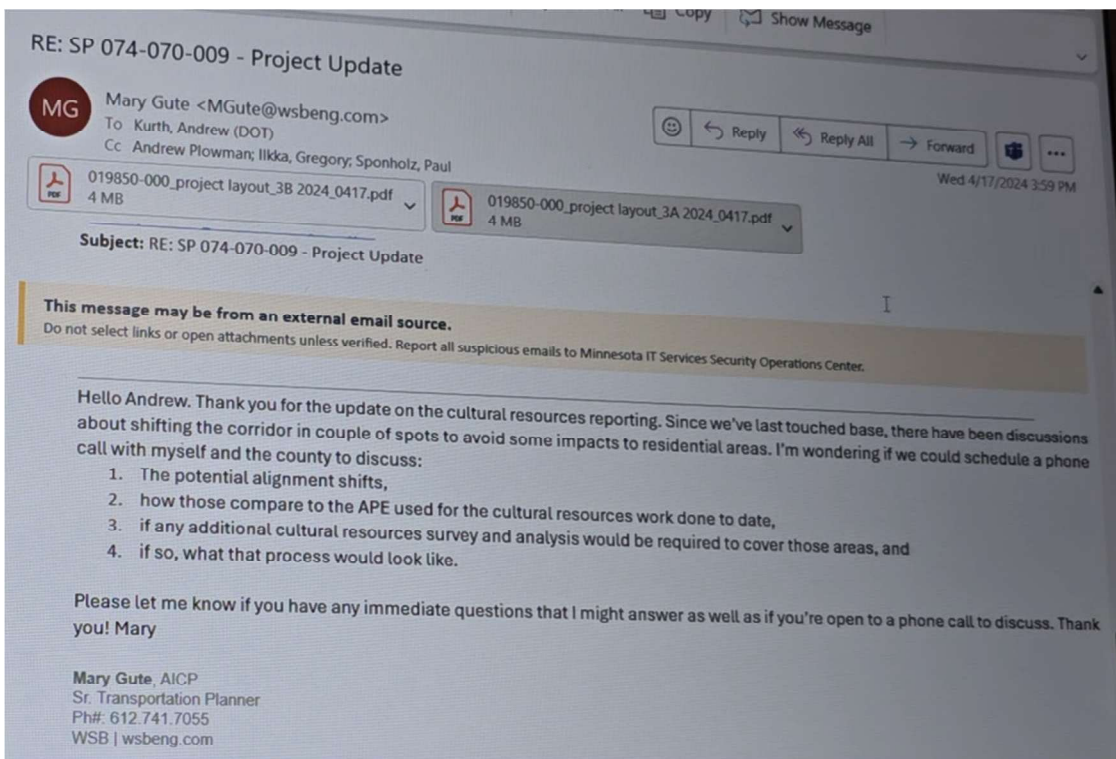 Copy
Show Message
RE: SP 074-070-009 - Project Update
MG
Mary Gute <MGute@wsbeng.com>
To Kurth, Andrew (DOT)
Cc Andrew Plowman; Ilkka, Gregory; Sponholz, Paul
Reply
Reply All
Forward
...
Wed 4/17/2024 3:59 PM
PDF
019850-000_project layout_3B 2024_0417.pdf
4 MB
PDF
019850-000_project layout_3A 2024_0417.pdf
4 MB
Subject: RE: SP 074-070-009 - Project Update
This message may be from an external email source.
Do not select links or open attachments unless verified. Report all suspicious emails to Minnesota IT Services Security Operations Center.
Hello Andrew. Thank you for the update on the cultural resources reporting. Since we've last touched base, there have been discussions
about shifting the corridor in couple of spots to avoid some impacts to residential areas. I'm wondering if we could schedule a phone
call with myself and the county to discuss:
1. The potential alignment shifts,
2. how those compare to the APE used for the cultural resources work done to date,
3. if any additional cultural resources survey and analysis would be required to cover those areas, and
4. if so, what that process would look like.
Please let me know if you have any immediate questions that I might answer as well as if you're open to a phone call to discuss. Thank
you! Mary
Mary Gute, AICP
Sr. Transportation Planner
Ph#: 612.741.7055
WSB | wsbeng.com